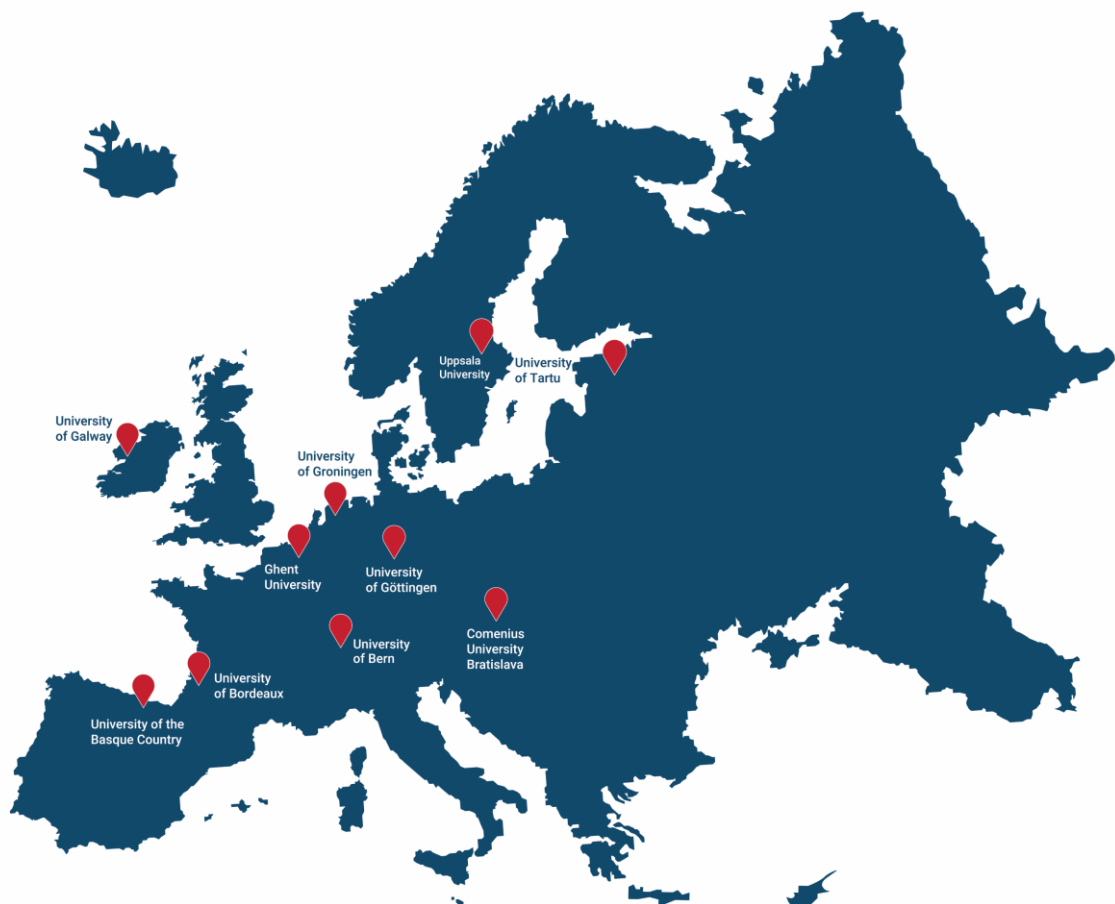 Uppsala
University
University
of Tartu
University
of Galway
University
of Groningen
Ghent
University
University
of Göttingen
Comenius
University
Bratislava
University
of Bern
University
of Bordeaux
University of the
Basque Country